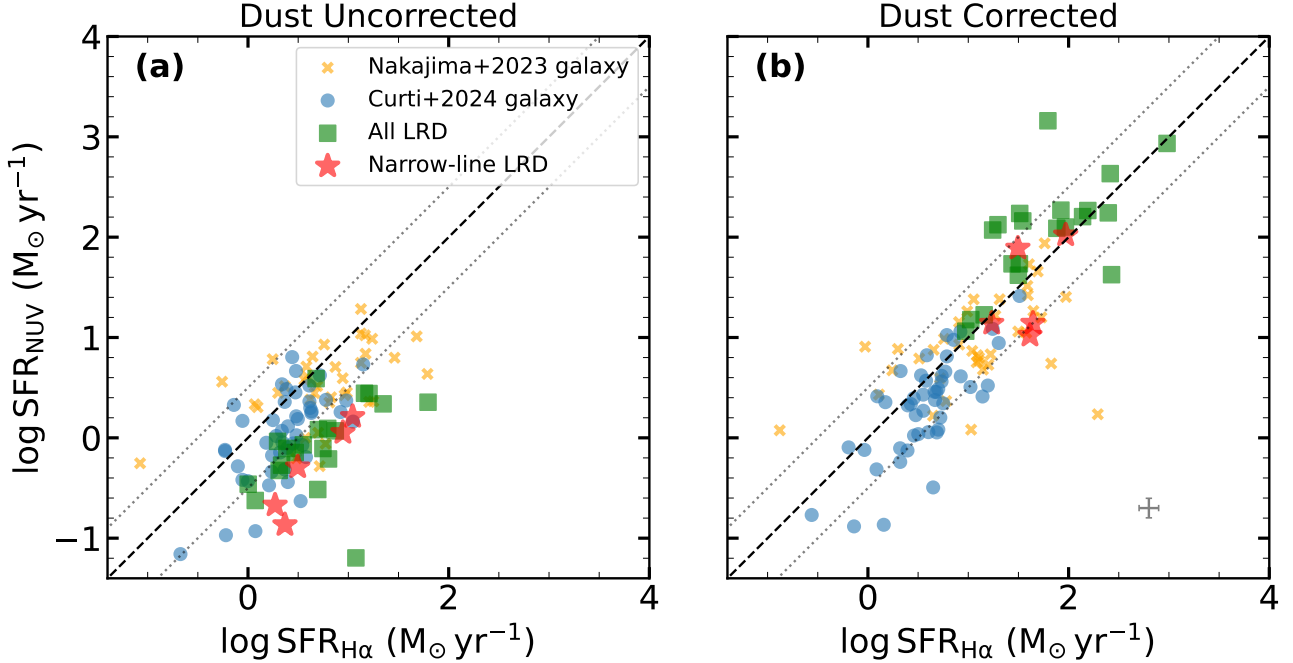 Dust Uncorrected
Dust Corrected
(a)
Nakajima+2023 galaxy
Curti+2024 galaxy
All LRD
Narrow-line LRD
(b)
4
3
2
1
0
−1
log SFR_NUV (M_⊙ yr⁻¹)
0
2
4
0
2
4
log SFR_Hα (M_⊙ yr⁻¹)
log SFR_Hα (M_⊙ yr⁻¹)